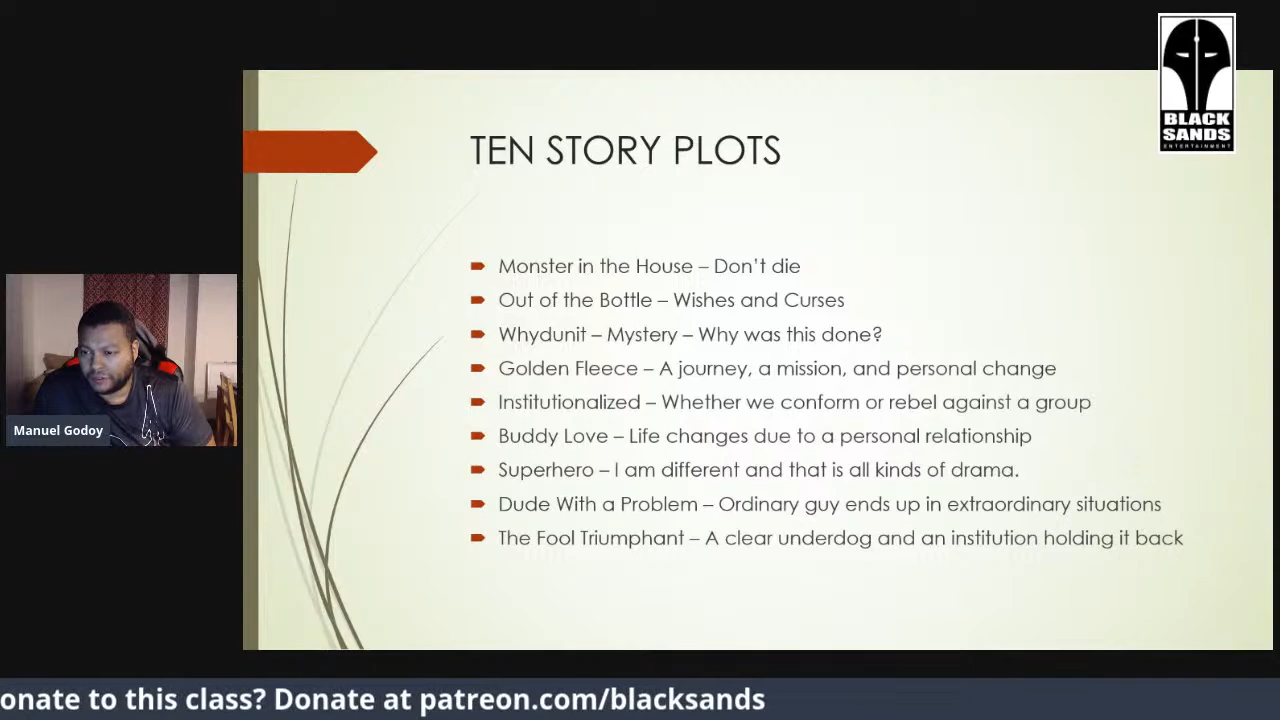 BLACK
SANDS
ENTERTAINMENT
TEN STORY PLOTS
Monster in the House – Don’t die
Out of the Bottle – Wishes and Curses
Whydunit – Mystery – Why was this done?
Golden Fleece – A journey, a mission, and personal change
Institutionalized – Whether we conform or rebel against a group
Buddy Love – Life changes due to a personal relationship
Superhero – I am different and that is all kinds of drama.
Dude With a Problem – Ordinary guy ends up in extraordinary situations
The Fool Triumphant – A clear underdog and an institution holding it back
Manuel Godoy
onate to this class? Donate at patreon.com/blacksands